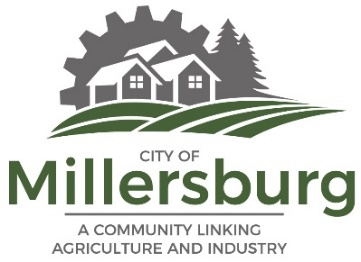 CITY OF
Millersburg
A COMMUNITY LINKING
AGRICULTURE AND INDUSTRY